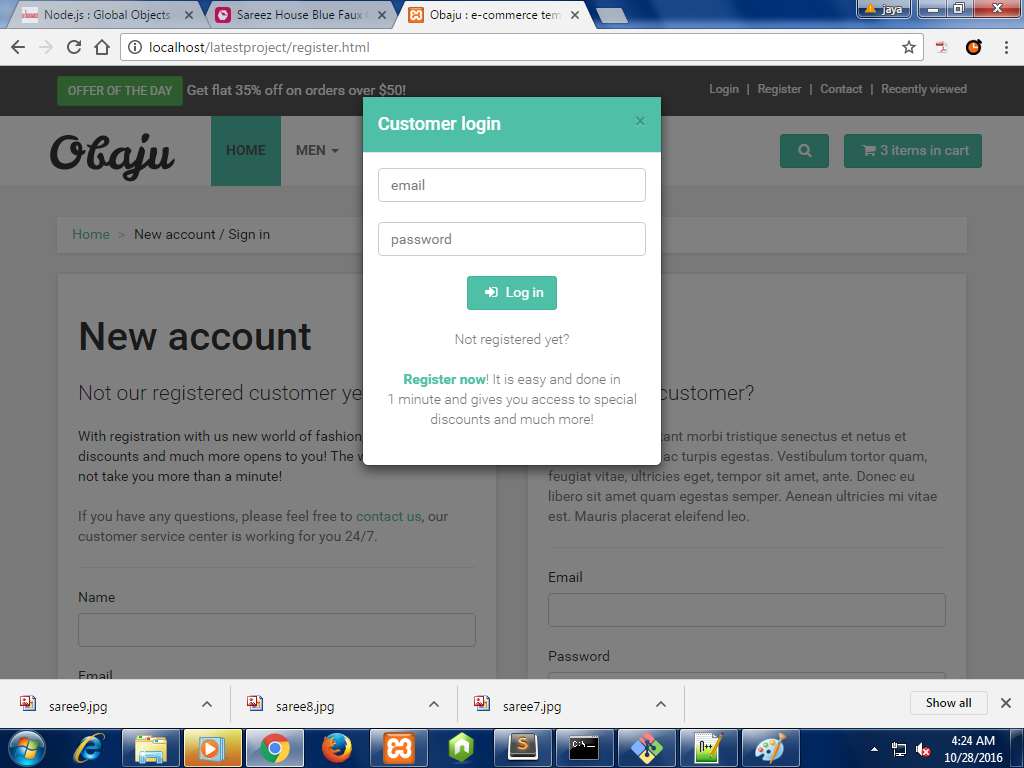 Node.js : Global Objects
Sareez House Blue Faux
Obaju : e-commerce tem
jaya
localhost/latestproject/register.html
OFFER OF THE DAY Get flat 35% off on orders over $50!
Login | Register | Contact | Recently viewed
Obaju
HOME
MEN
3 items in cart
Customer login
×
email
password
Log in
Not registered yet?
Register now! It is easy and done in
1 minute and gives you access to special
discounts and much more!
Home > New account / Sign in
New account
Not our registered customer ye
With registration with us new world of fashion
discounts and much more opens to you! The w
not take you more than a minute!
If you have any questions, please feel free to contact us, our
customer service center is working for you 24/7.
Name
Email
customer?
tant morbi tristique senectus et netus et
ac turpis egestas. Vestibulum tortor quam,
feugiat vitae, ultricies eget, tempor sit amet, ante. Donec eu
libero sit amet quam egestas semper. Aenean ultricies mi vitae
est. Mauris placerat eleifend leo.
Email
Password
saree9.jpg
saree8.jpg
saree7.jpg
Show all
4:24 AM
10/28/2016